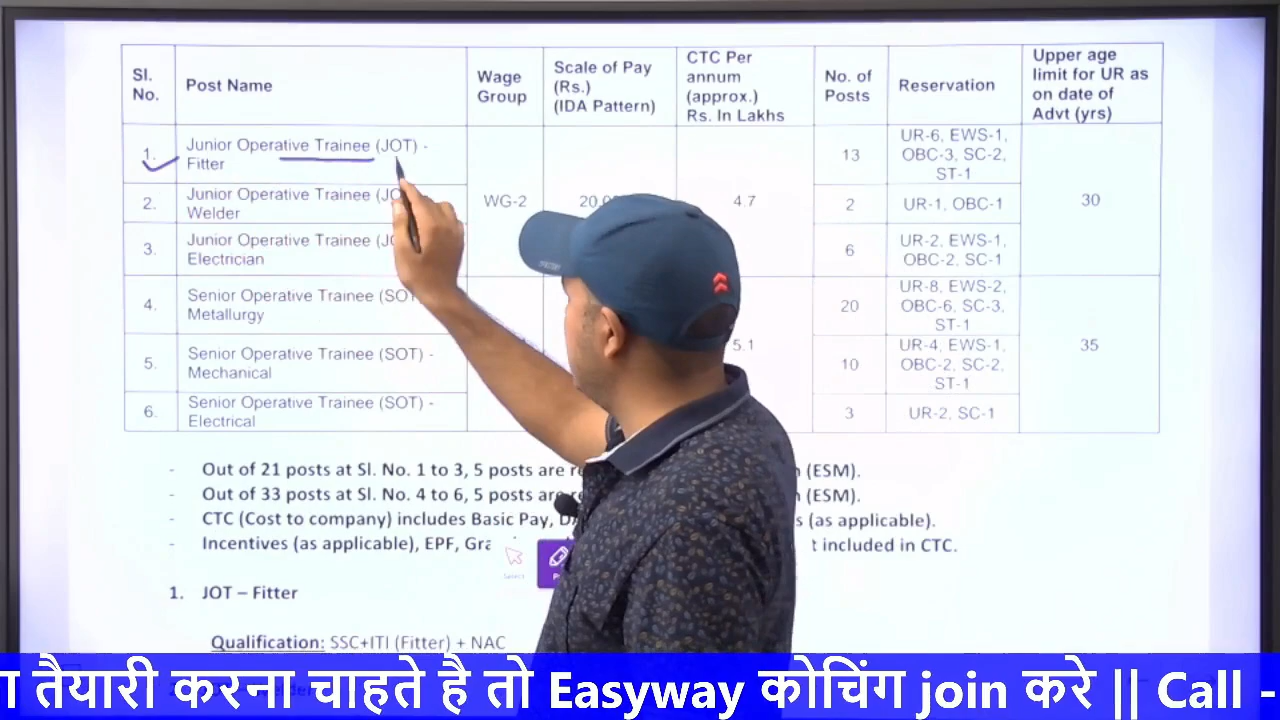 Sl. No.
Post Name
Wage Group
Scale of Pay (Rs.) (IDA Pattern)
CTC Per annum (approx.) Rs. In Lakhs
No. of Posts
Reservation
Upper age limit for UR as on date of Advt (yrs)
1. Junior Operative Trainee (JOT) - Fitter
13
UR-6, EWS-1, OBC-3, SC-2, ST-1
2. Junior Operative Trainee Welder
WG-2
4.7
2
UR-1, OBC-1
30
3. Junior Operative Trainee Electrician
6
UR-2, EWS-1, OBC-2, SC-1
4. Senior Operative Trainee Metallurgy
20
UR-8, EWS-2, OBC-6, SC-3, ST-1
5. Senior Operative Trainee (SOT) - Mechanical
5.1
10
UR-4, EWS-1, OBC-2, SC-2, ST-1
35
6. Senior Operative Trainee (SOT) - Electrical
3
UR-2, SC-1
- Out of 21 posts at Sl. No. 1 to 3, 5 posts are (ESM).
- Out of 33 posts at Sl. No. 4 to 6, 5 posts are (ESM).
- CTC (Cost to company) includes Basic Pay, (as applicable).
- Incentives (as applicable), EPF, included in CTC.
Select
1. JOT – Fitter
Qualification: SSC+ITI (Fitter) + NAC
तैयारी करना चाहते है तो Easyway कोचिंग join करे || Call -